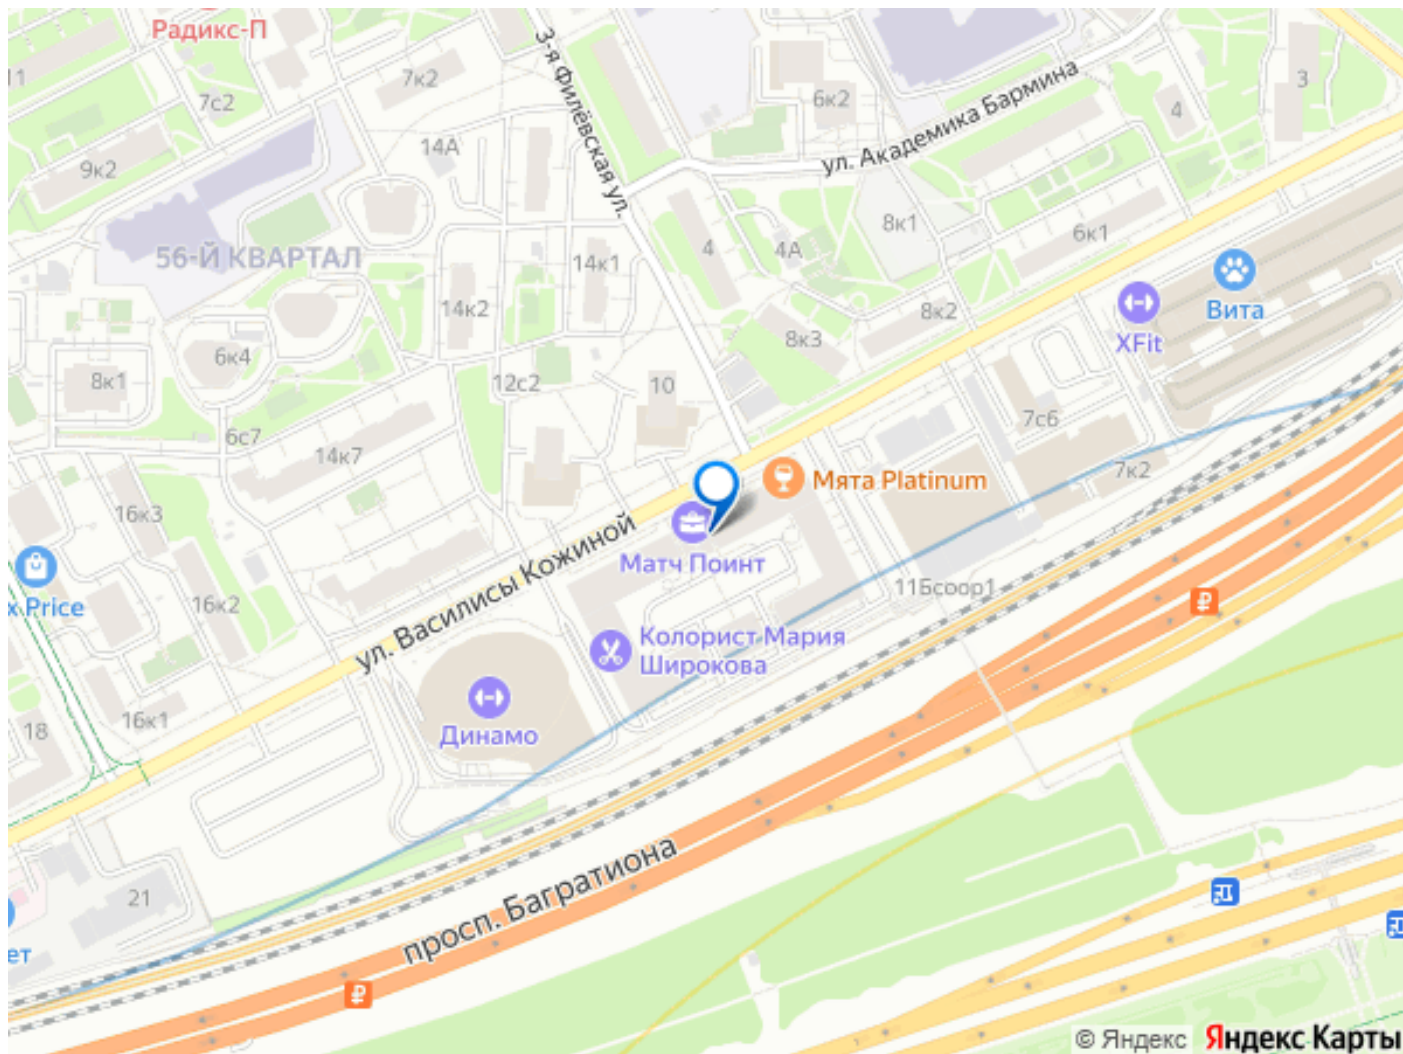 Радикс-П
11
7к2
7с2
3-я Филёвская ул.
6к2
ул. Академика Бармина
3
4
14А
9к2
8к1
6к1
4
4А
56-Й КВАРТАЛ
14к1
14к2
8к2
Вита
XFit
8к3
6к4
8к1
12с2
10
7с6
6с7
14к7
7к2
Мята Platinum
16к3
ул. Василисы Кожиной
Матч Поинт
x Price
16к2
11Бсоор1
Колорист Мария
Широкова
16к1
18
Динамо
21
просп. Багратиона
ет
© Яндекс
Яндекс Карты